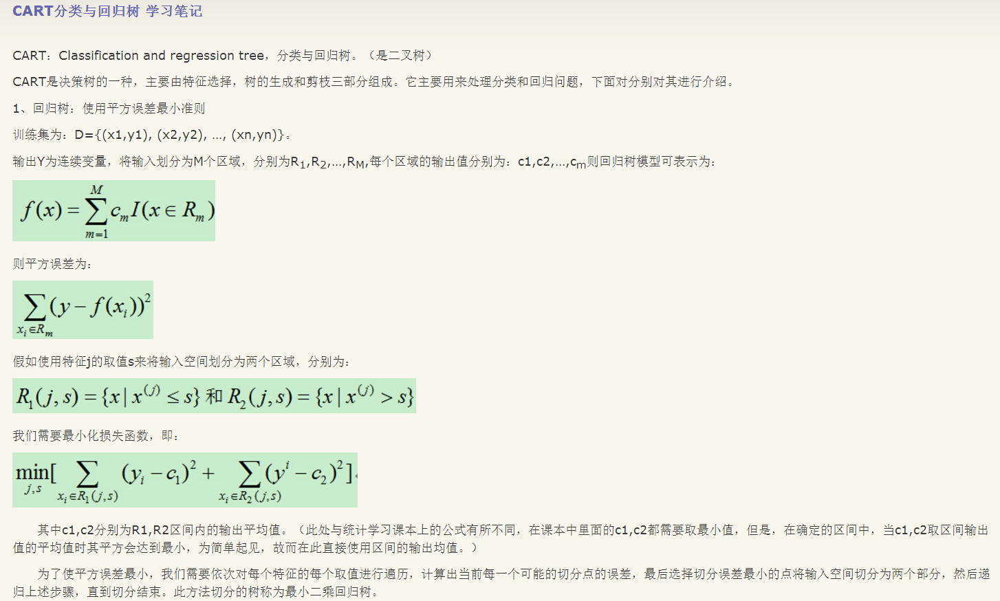 CART分类与回归树 学习笔记
CART：Classification and regression tree，分类与回归树。（是二叉树）
CART是决策树的一种，主要由特征选择，树的生成和剪枝三部分组成。它主要用来处理分类和回归问题，下面对分别对其进行介绍。
1、回归树：使用平方误差最小准则
训练集为：D={(x1,y1), (x2,y2), …, (xn,yn)}。
输出Y为连续变量，将输入划分为M个区域，分别为R₁,R₂,…,R_M,每个区域的输出值分别为：c1,c2,…,c_m则回归树模型可表示为：
f(x) = \sum_{m=1}^{M} c_m I(x ∈ R_m)
则平方误差为：
\sum_{x_i ∈ R_m} (y − f(x_i))^2
假如使用特征j的取值s来将输入空间划分为两个区域，分别为：
R_1(j,s) = {x | x^{(j)} ≤ s} 和 R_2(j,s) = {x | x^{(j)} > s}
我们需要最小化损失函数，即：
\min_{j,s} [ \sum_{x_i ∈ R_1(j,s)} (y_i − c_1)^2 + \sum_{x_i ∈ R_2(j,s)} (y^i − c_2)^2 ]
其中c1,c2分别为R1,R2区间内的输出平均值。（此处与统计学习课本上的公式有所不同，在课本中里面的c1,c2都需要取最小值，但是，在确定的区间中，当c1,c2取区间输出
值的平均值时其平方会达到最小，为简单起见，故而在此直接使用区间的输出均值。）
为了使平方误差最小，我们需要依次对每个特征的每个取值进行遍历，计算出当前每一个可能的切分点的误差，最后选择切分误差最小的点将输入空间切分为两个部分，然后递
归上述步骤，直到切分结束。此方法切分的树称为最小二乘回归树。